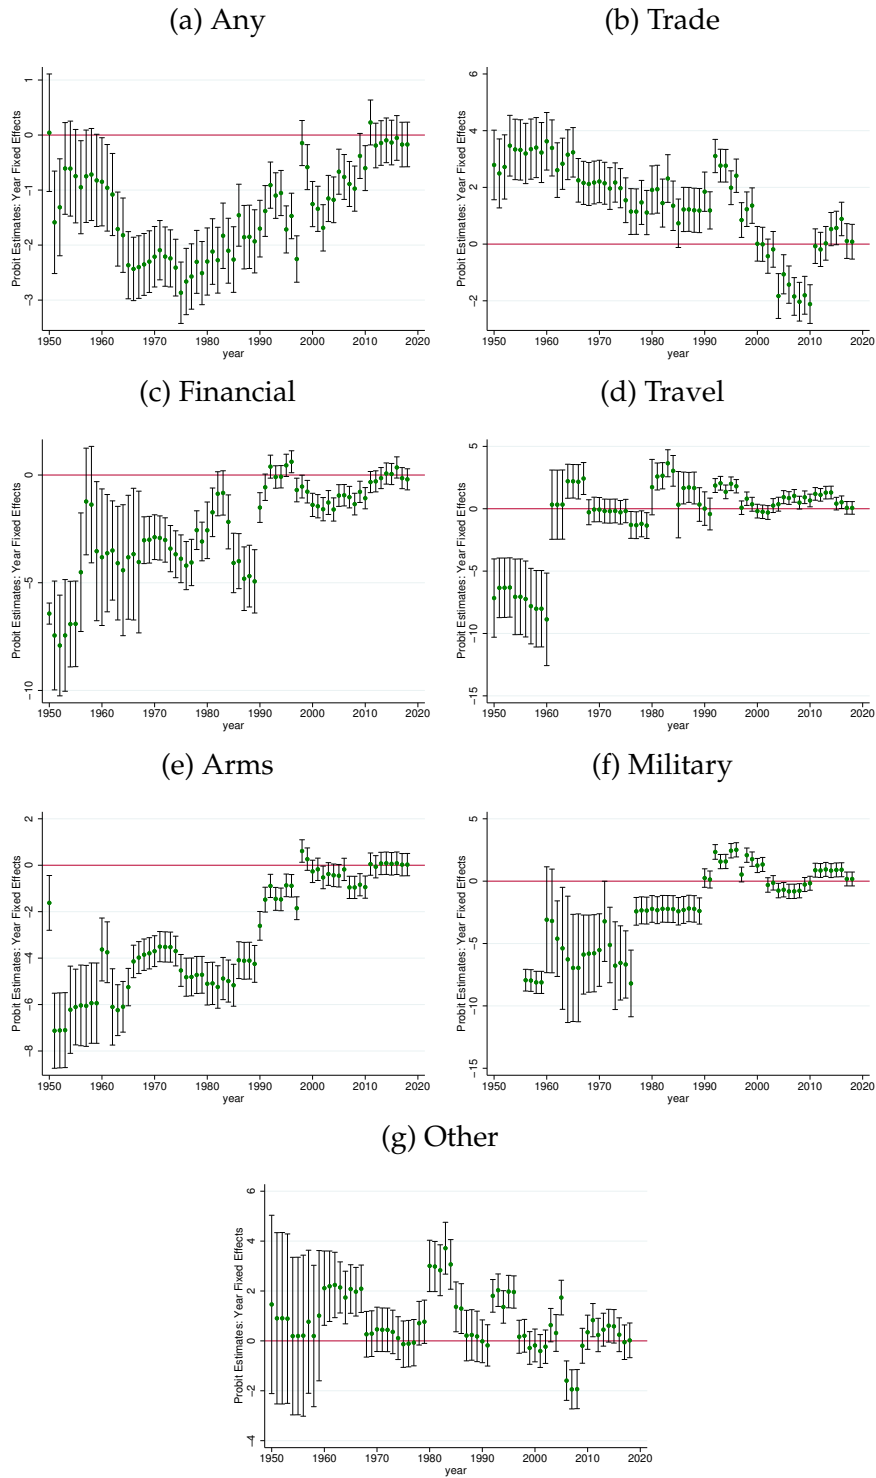 (a) Any
(b) Trade
Probit Estimates: Year Fixed Effects
1
0
−1
−2
−3
1950 1960 1970 1980 1990 2000 2010 2020
year
Probit Estimates: Year Fixed Effects
6
4
2
0
−2
1950 1960 1970 1980 1990 2000 2010 2020
year
(c) Financial
(d) Travel
Probit Estimates: Year Fixed Effects
0
−5
−10
1950 1960 1970 1980 1990 2000 2010 2020
year
Probit Estimates: Year Fixed Effects
5
0
−5
−10
−15
1950 1960 1970 1980 1990 2000 2010 2020
year
(e) Arms
(f) Military
Probit Estimates: Year Fixed Effects
2
0
−2
−4
−6
−8
1950 1960 1970 1980 1990 2000 2010 2020
year
Probit Estimates: Year Fixed Effects
5
0
−5
−10
−15
1950 1960 1970 1980 1990 2000 2010 2020
year
(g) Other
Probit Estimates: Year Fixed Effects
6
4
2
0
−2
−4
1950 1960 1970 1980 1990 2000 2010 2020
year